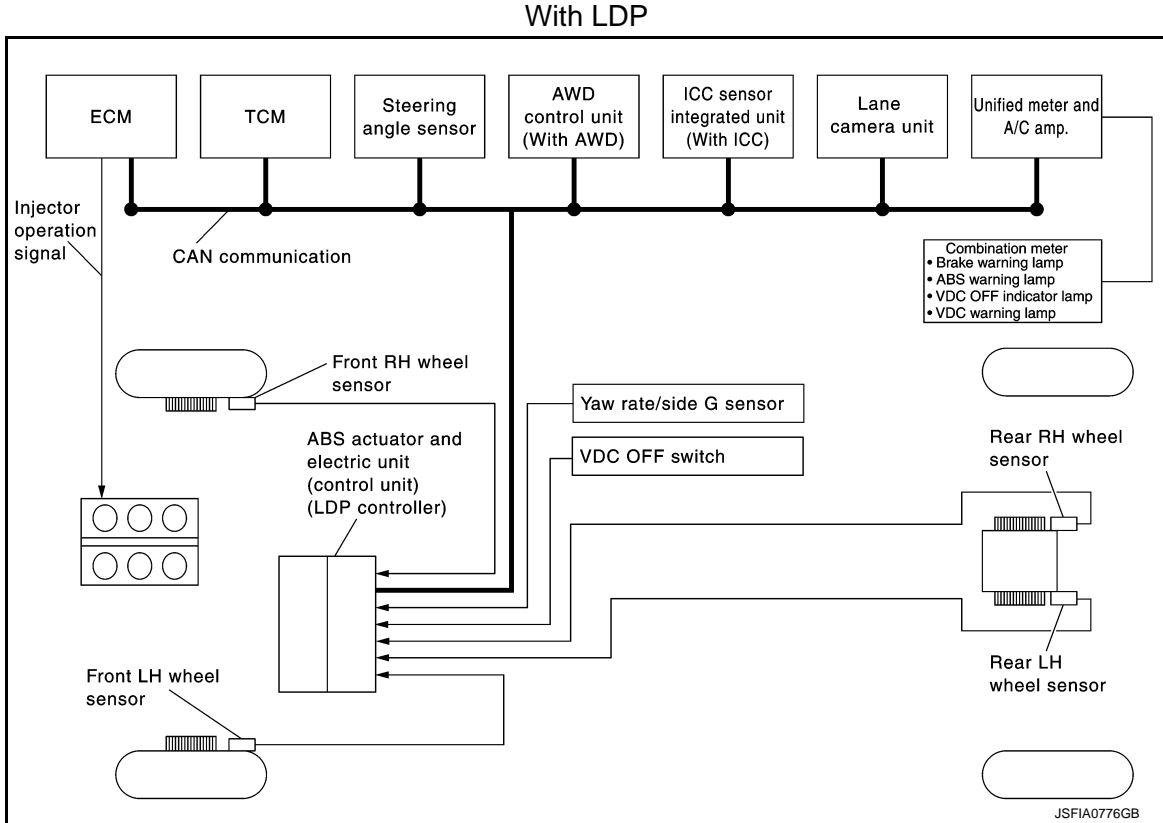 With LDP
ECM
TCM
Steering
angle sensor
AWD
control unit
(With AWD)
ICC sensor
integrated unit
(With ICC)
Lane
camera unit
Unified meter and
A/C amp.
Injector
operation
signal
CAN communication
Combination meter
• Brake warning lamp
• ABS warning lamp
• VDC OFF indicator lamp
• VDC warning lamp
Front RH wheel
sensor
Yaw rate/side G sensor
ABS actuator and
electric unit
(control unit)
(LDP controller)
VDC OFF switch
Rear RH wheel
sensor
Front LH wheel
sensor
Rear LH
wheel sensor
JSFIA0776GB